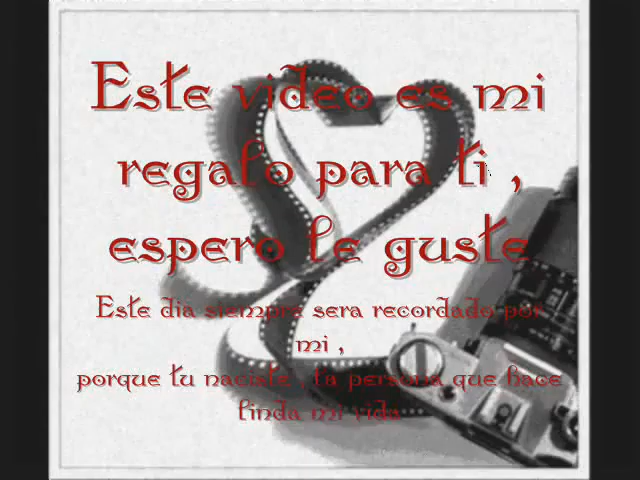 Este video es mi
regalo para ti ,
espero le guste
Este dia siempre sera recordado por
mi ,
porque tu naciste , la persona que hace
linda mi vida